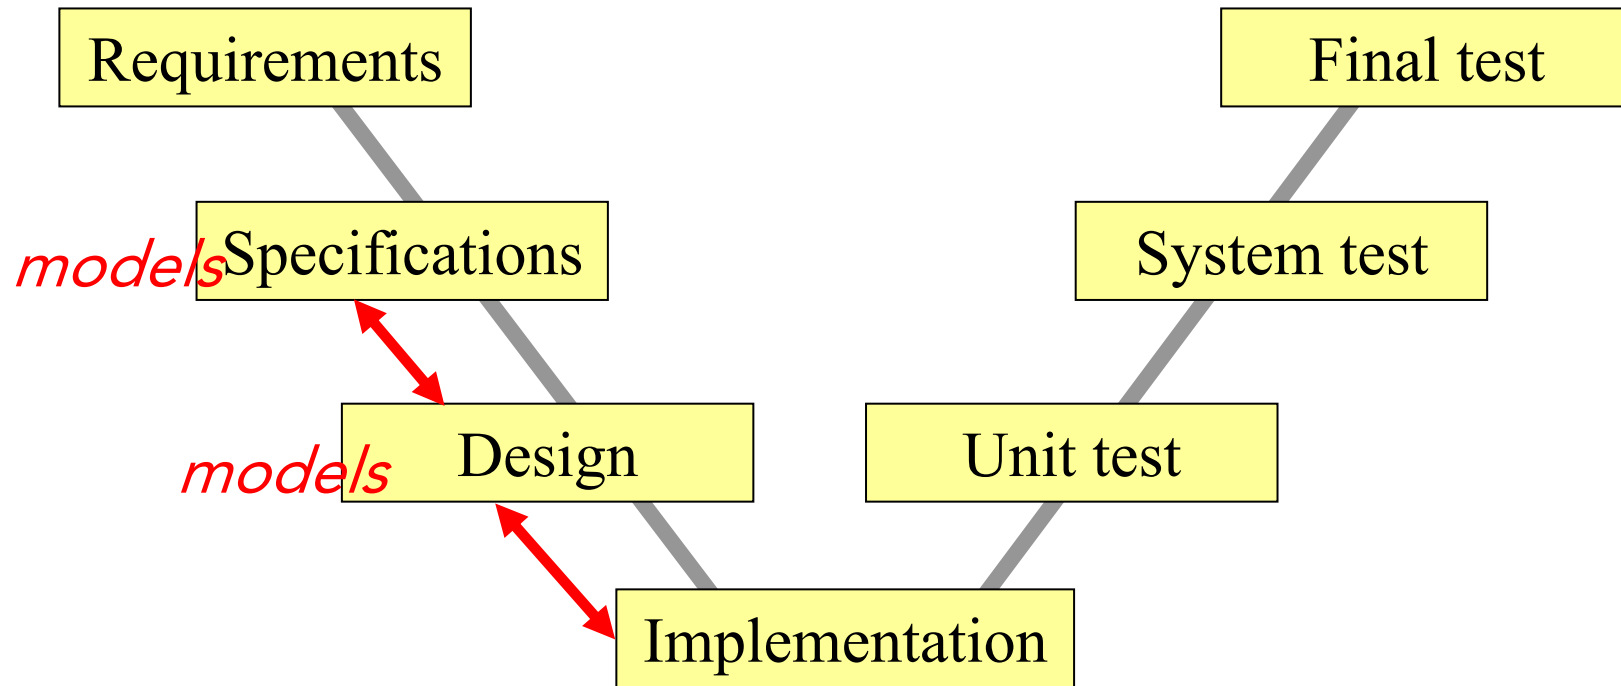 Requirements
Final test
models
Specifications
System test
models
Design
Unit test
Implementation